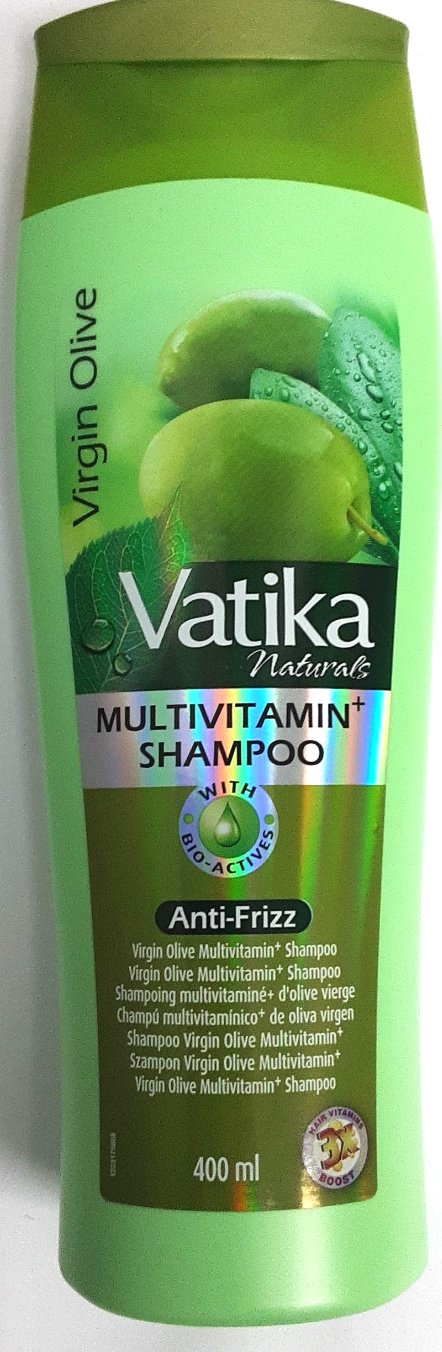 Virgin Olive
Vatika
Naturals
MULTIVITAMIN+
SHAMPOO
WITH
BIO-ACTIVES
Anti-Frizz
Virgin Olive Multivitamin+ Shampoo
Virgin Olive Multivitamin+ Shampoo
Shampoing multivitaminé+ d'olive vierge
Champú multivitamínico+ de oliva virgen
Shampoo Virgin Olive Multivitamin+
Szampon Virgin Olive Multivitamin+
Virgin Olive Multivitamin+ Shampoo
HAIR VITAMINS
3X
BOOST
400 ml